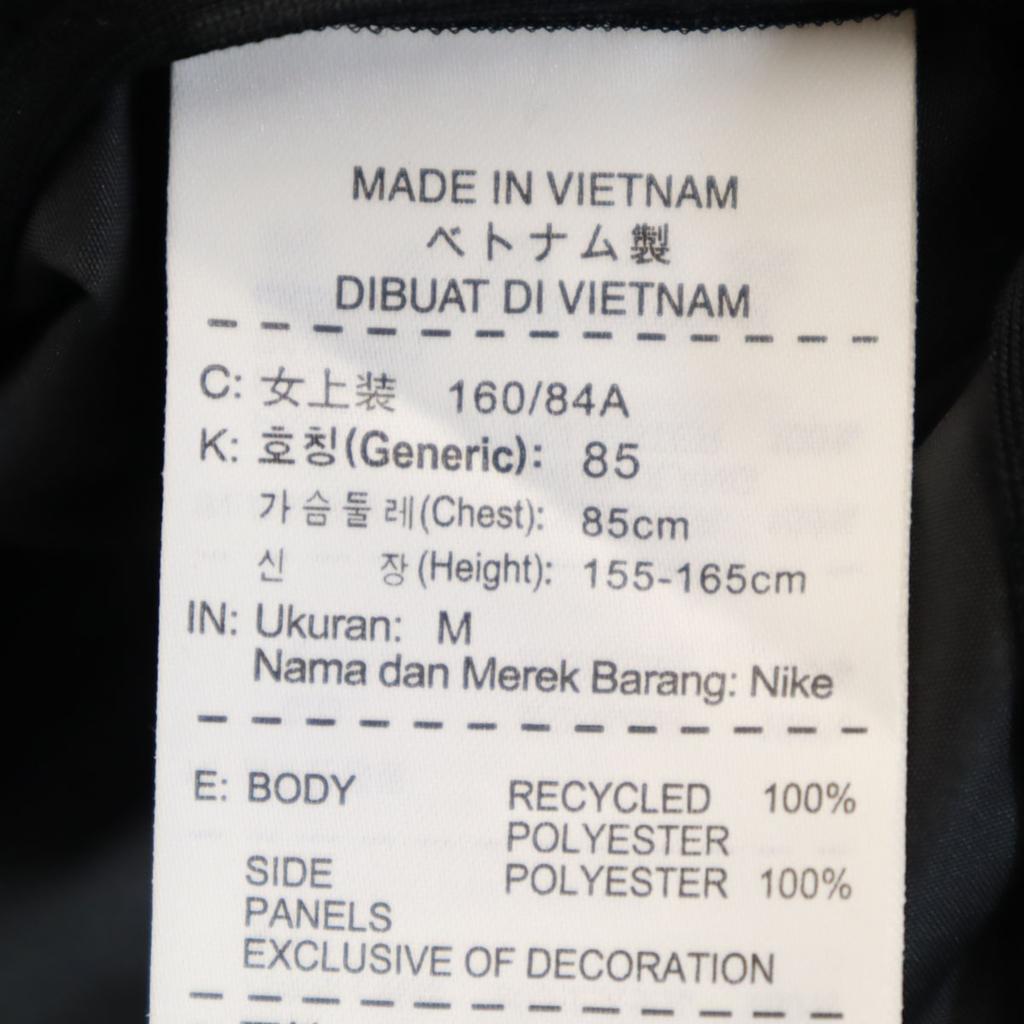 MADE IN VIETNAM
ベトナム製
DIBUAT DI VIETNAM
C: 女上装 160/84A
K: 호칭(Generic): 85
가슴둘레(Chest): 85cm
신 장(Height): 155-165cm
IN: Ukuran: M
Nama dan Merek Barang: Nike
E: BODY RECYCLED 100%
POLYESTER
SIDE POLYESTER 100%
PANELS
EXCLUSIVE OF DECORATION